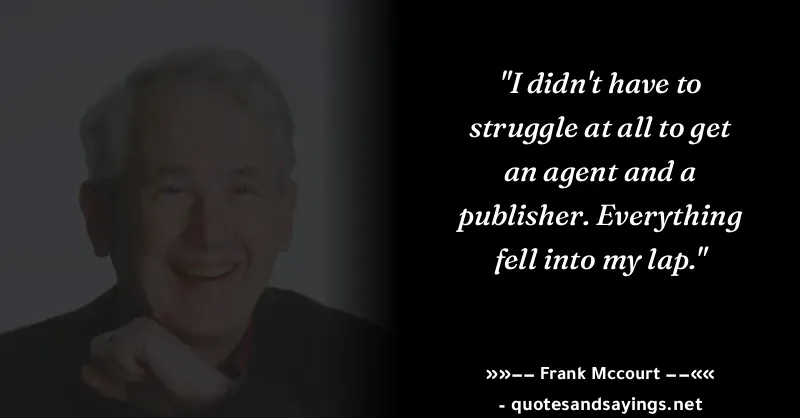 "I didn't have to
struggle at all to get
an agent and a
publisher. Everything
fell into my lap."
»»−− Frank Mccourt −−««
- quotesandsayings.net